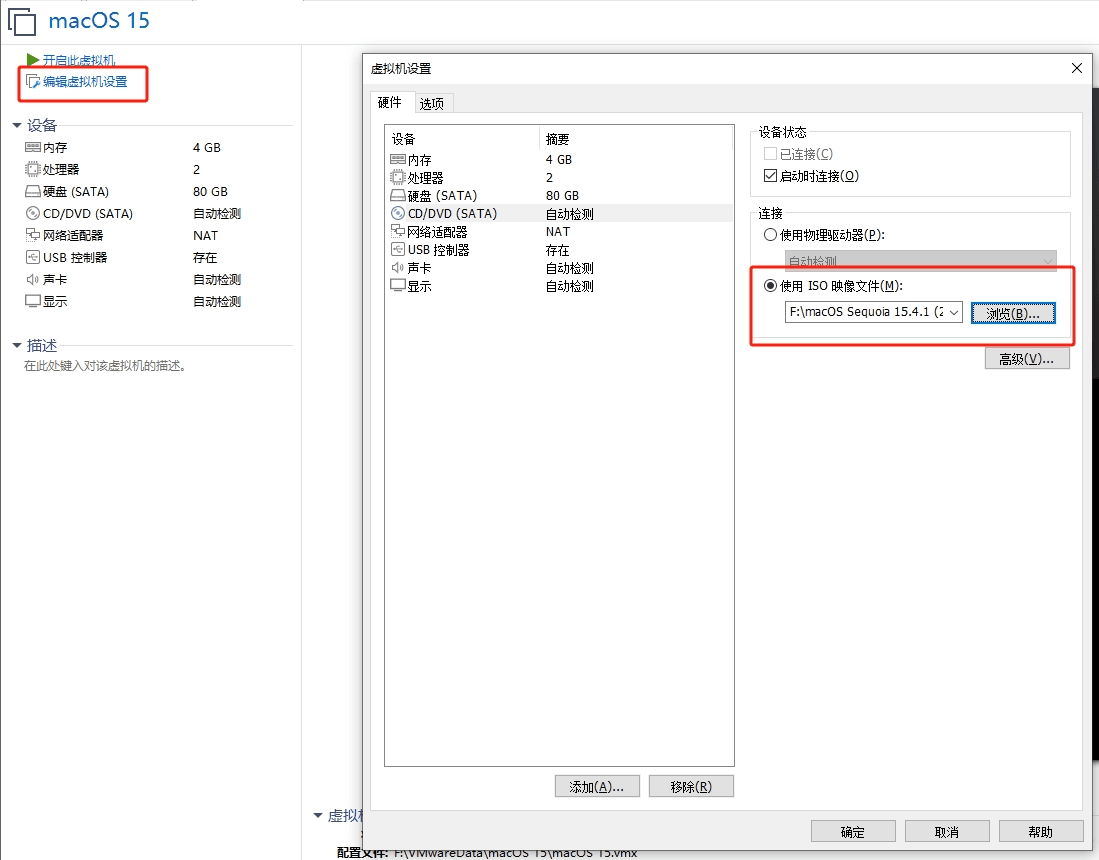 macOS 15
开启此虚拟机
编辑虚拟机设置
设备
内存 4 GB
处理器 2
硬盘 (SATA) 80 GB
CD/DVD (SATA) 自动检测
网络适配器 NAT
USB 控制器 存在
声卡 自动检测
显示 自动检测
描述
在此处键入对该虚拟机的描述。
虚拟机设置
硬件 选项
设备 摘要
内存 4 GB
处理器 2
硬盘 (SATA) 80 GB
CD/DVD (SATA) 自动检测
网络适配器 NAT
USB 控制器 存在
声卡 自动检测
显示 自动检测
添加(A)... 移除(R)
设备状态
已连接(C)
启动时连接(O)
连接
使用物理驱动器(P):
自动检测
使用 ISO 映像文件(M):
F:\macOS Sequoia 15.4.1 (2 浏览(B)...
高级(V)...
确定 取消 帮助
虚拟机
配置文件: F:\VMwareData\macOS 15\macOS 15.vmx